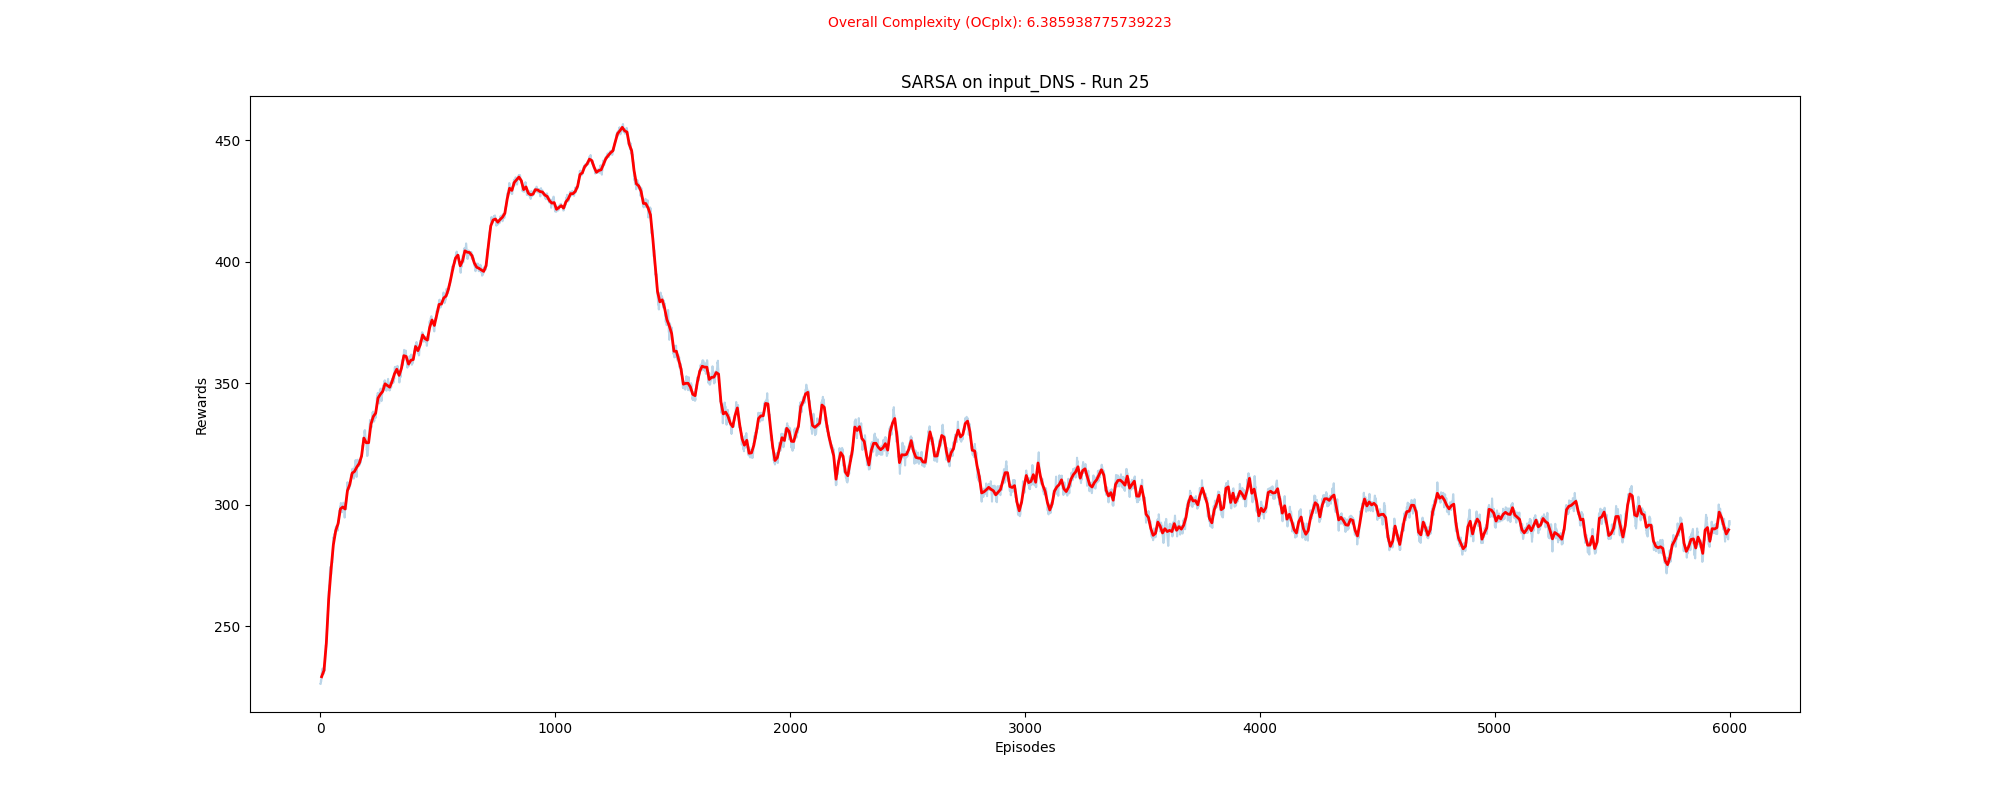 Overall Complexity (OCplx): 6.385938775739223
SARSA on input_DNS - Run 25
Rewards
450
400
350
300
250
0 1000 2000 3000 4000 5000 6000
Episodes